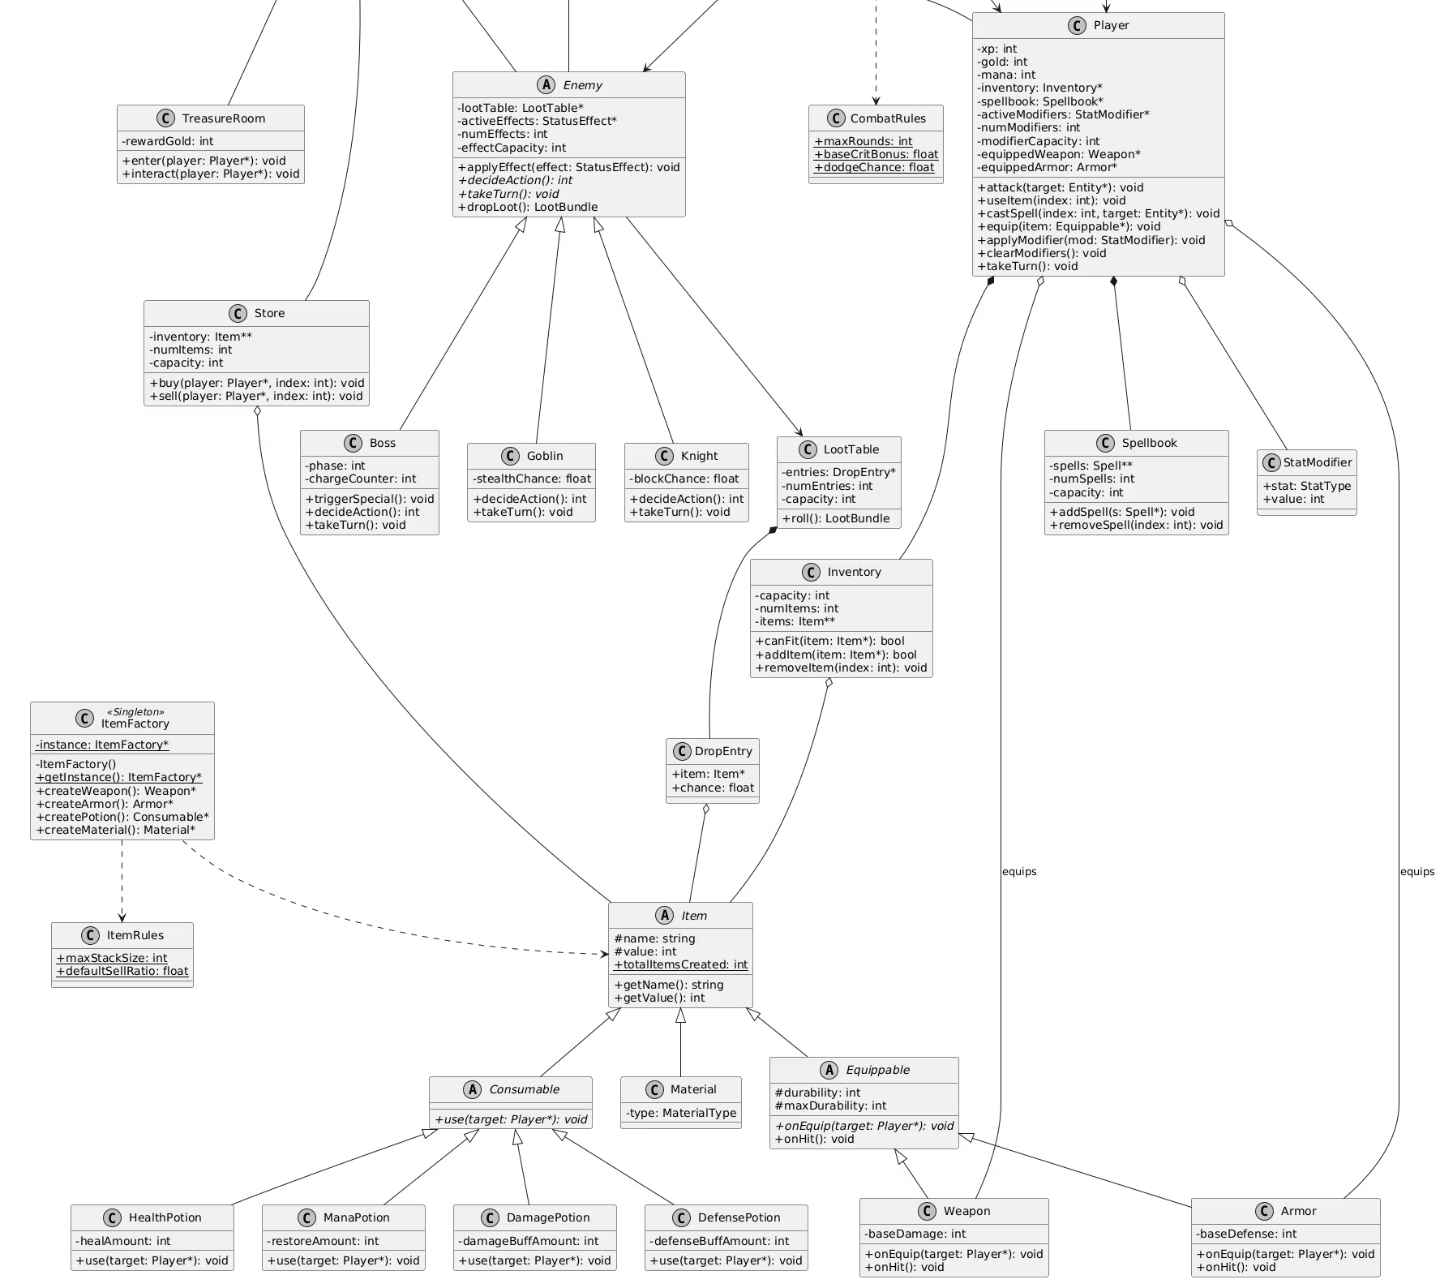 C Player
-xp: int
-gold: int
-mana: int
-inventory: Inventory*
-spellbook: Spellbook*
-activeModifiers: StatModifier*
-numModifiers: int
-modifierCapacity: int
-equippedWeapon: Weapon*
-equippedArmor: Armor*
+attack(target: Entity*): void
+useItem(index: int): void
+castSpell(index: int, target: Entity*): void
+equip(item: Equippable*): void
+applyModifier(mod: StatModifier): void
+clearModifiers(): void
+takeTurn(): void
A Enemy
-lootTable: LootTable*
-activeEffects: StatusEffect*
-numEffects: int
-effectCapacity: int
+applyEffect(effect: StatusEffect): void
+decideAction(): int
+takeTurn(): void
+dropLoot(): LootBundle
C TreasureRoom
-rewardGold: int
+enter(player: Player*): void
+interact(player: Player*): void
C CombatRules
+maxRounds: int
+baseCritBonus: float
+dodgeChance: float
C Store
-inventory: Item**
-numItems: int
-capacity: int
+buy(player: Player*, index: int): void
+sell(player: Player*, index: int): void
C Boss
-phase: int
-chargeCounter: int
+triggerSpecial(): void
+decideAction(): int
+takeTurn(): void
C Goblin
-stealthChance: float
+decideAction(): int
+takeTurn(): void
C Knight
-blockChance: float
+decideAction(): int
+takeTurn(): void
C LootTable
-entries: DropEntry*
-numEntries: int
-capacity: int
+roll(): LootBundle
C Spellbook
-spells: Spell**
-numSpells: int
-capacity: int
+addSpell(s: Spell*): void
+removeSpell(index: int): void
C StatModifier
+stat: StatType
+value: int
C Inventory
-capacity: int
-numItems: int
-items: Item**
+canFit(item: Item*): bool
+addItem(item: Item*): bool
+removeItem(index: int): void
C «Singleton»
ItemFactory
-instance: ItemFactory*
-ItemFactory()
+getInstance(): ItemFactory*
+createWeapon(): Weapon*
+createArmor(): Armor*
+createPotion(): Consumable*
+createMaterial(): Material*
C DropEntry
+item: Item*
+chance: float
equips
equips
C ItemRules
+maxStackSize: int
+defaultSellRatio: float
A Item
#name: string
#value: int
+totalItemsCreated: int
+getName(): string
+getValue(): int
A Consumable
+use(target: Player*): void
C Material
-type: MaterialType
A Equippable
#durability: int
#maxDurability: int
+onEquip(target: Player*): void
+onHit(): void
C HealthPotion
-healAmount: int
+use(target: Player*): void
C ManaPotion
-restoreAmount: int
+use(target: Player*): void
C DamagePotion
-damageBuffAmount: int
+use(target: Player*): void
C DefensePotion
-defenseBuffAmount: int
+use(target: Player*): void
C Weapon
-baseDamage: int
+onEquip(target: Player*): void
+onHit(): void
C Armor
-baseDefense: int
+onEquip(target: Player*): void
+onHit(): void